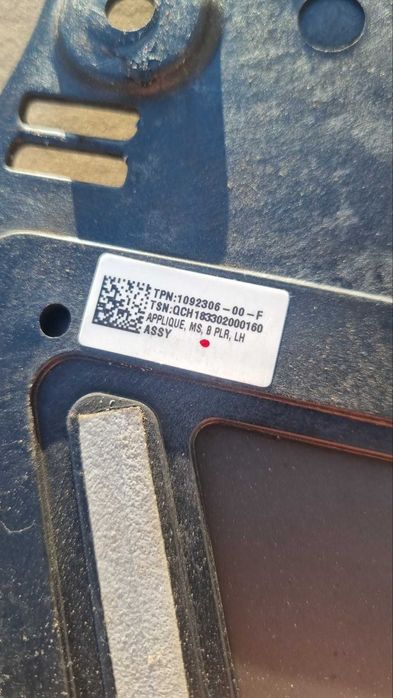 TPN:1092306-00-F
TSN:QCH183302000160
APPLIQUE, MS, B PLR, LH
ASSY